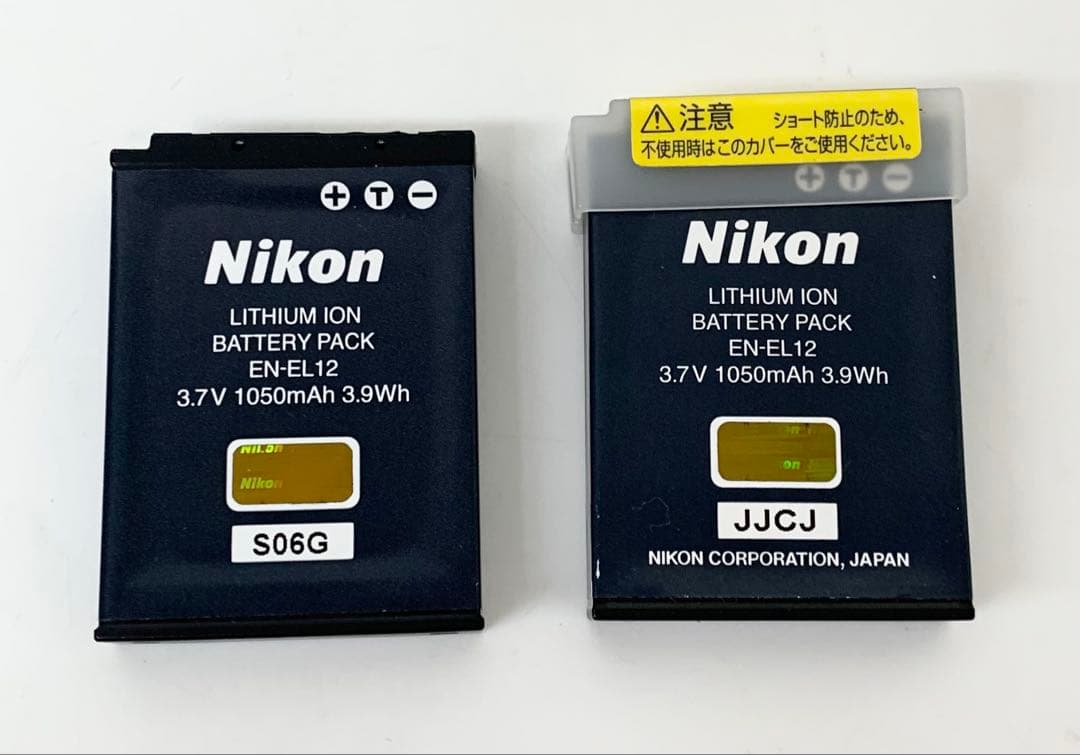 + T −
Nikon
LITHIUM ION
BATTERY PACK
EN-EL12
3.7V 1050mAh 3.9Wh
Nikon
Nikon
S06G
注意 ショート防止のため、
不使用時はこのカバーをご使用ください。
+ T −
Nikon
LITHIUM ION
BATTERY PACK
EN-EL12
3.7V 1050mAh 3.9Wh
JJCJ
NIKON CORPORATION, JAPAN